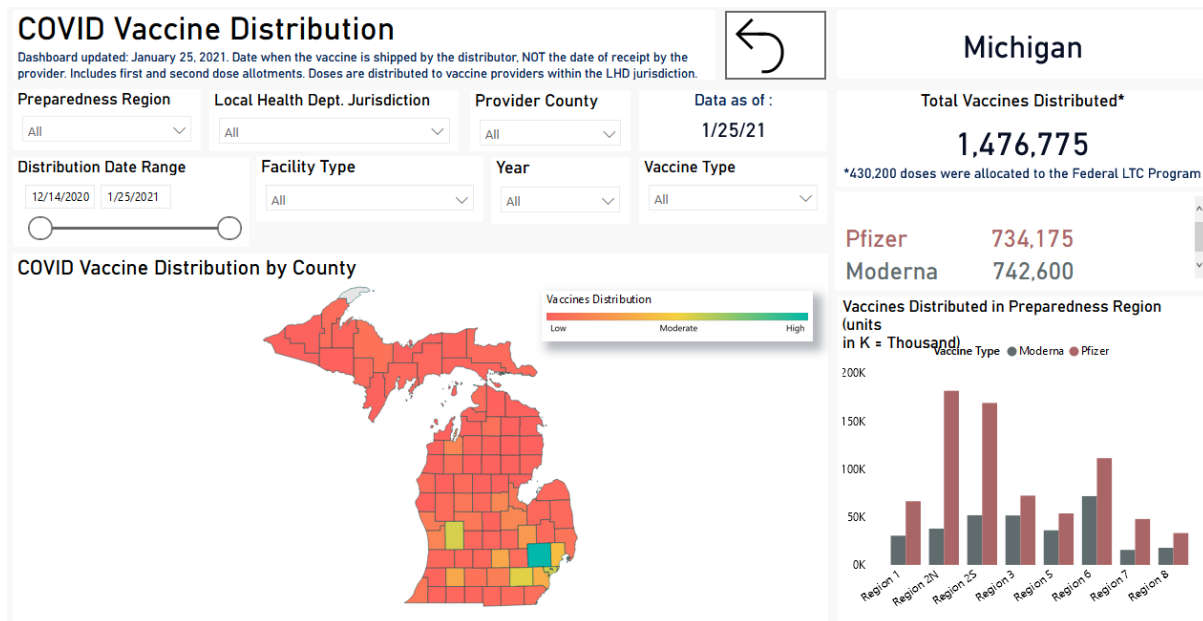 COVID Vaccine Distribution
Dashboard updated: January 25, 2021. Date when the vaccine is shipped by the distributor, NOT the date of receipt by the
provider. Includes first and second dose allotments. Doses are distributed to vaccine providers within the LHD jurisdiction.
Michigan
Preparedness Region
All
Local Health Dept. Jurisdiction
All
Provider County
All
Data as of :
1/25/21
Total Vaccines Distributed*
1,476,775
*430,200 doses were allocated to the Federal LTC Program
Distribution Date Range
12/14/2020
1/25/2021
Facility Type
All
Year
All
Vaccine Type
All
Pfizer 734,175
Moderna 742,600
COVID Vaccine Distribution by County
Vaccines Distribution
Low Moderate High
Vaccines Distributed in Preparedness Region
(units
in K = Thousand)
Vaccine Type Moderna Pfizer
200K
150K
100K
50K
0K
Region 1
Region 2N
Region 2S
Region 3
Region 5
Region 6
Region 7
Region 8